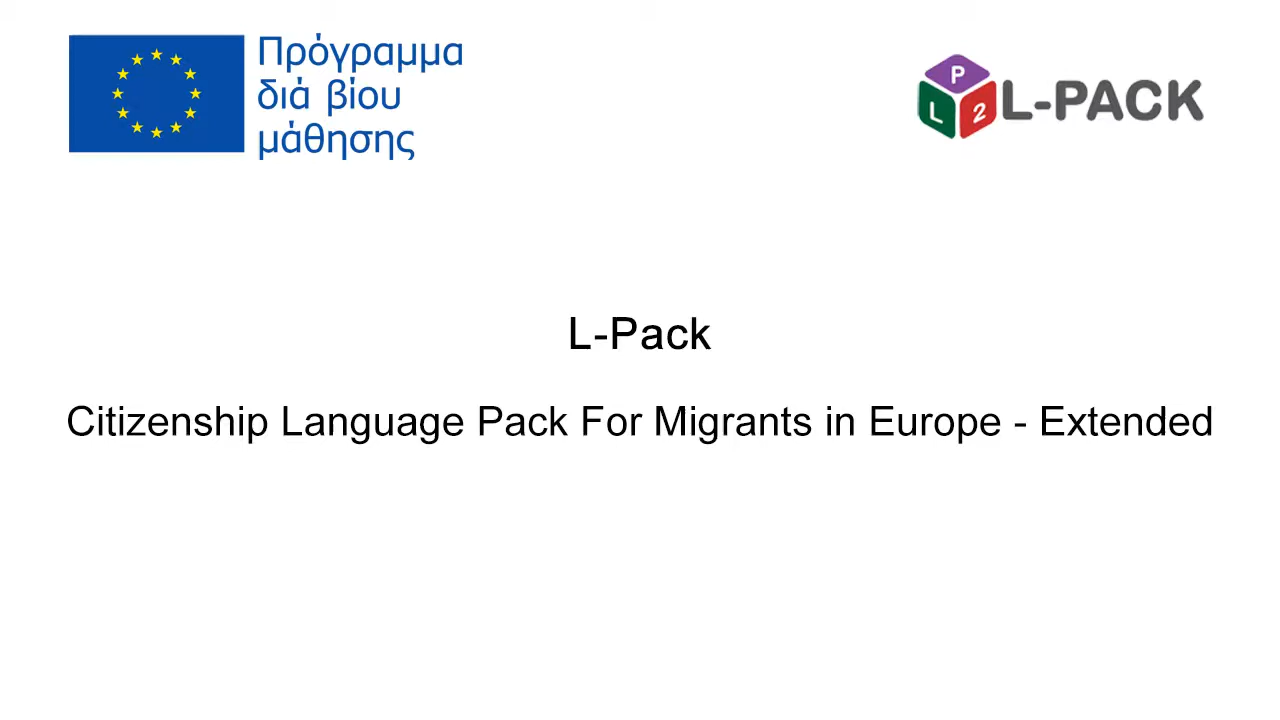 Πρόγραμμα
διά βίου
μάθησης
P
L 2
L-PACK
L-Pack
Citizenship Language Pack For Migrants in Europe - Extended